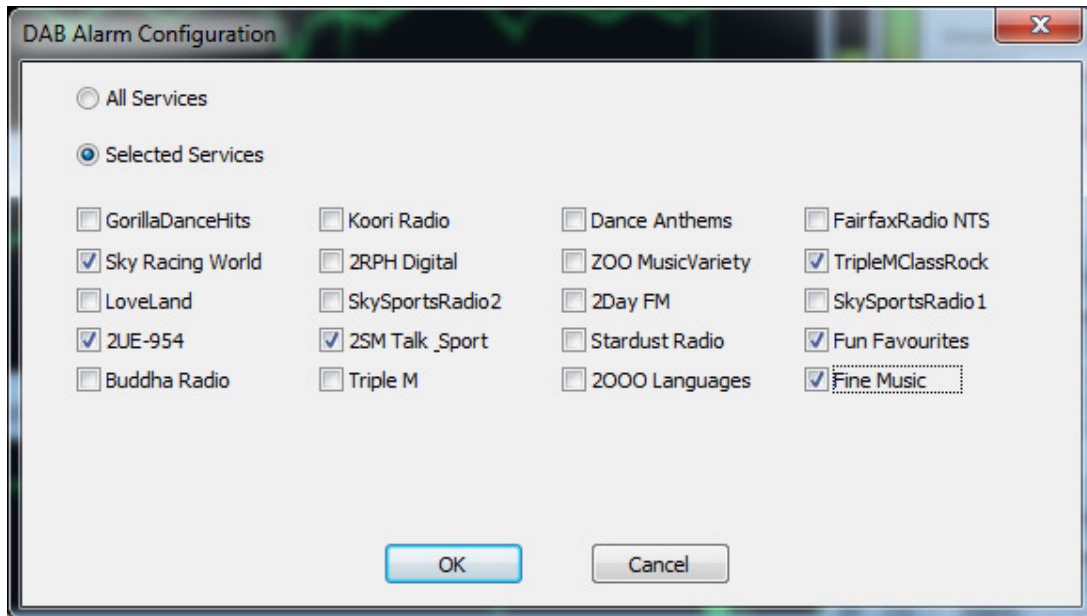 DAB Alarm Configuration
All Services
Selected Services
GorillaDanceHits Koori Radio Dance Anthems FairfaxRadio NTS
Sky Racing World 2RPH Digital ZOO MusicVariety TripleMClassRock
LoveLand SkySportsRadio2 2Day FM SkySportsRadio1
2UE-954 2SM Talk _Sport Stardust Radio Fun Favourites
Buddha Radio Triple M 2OOO Languages Fine Music
OK Cancel